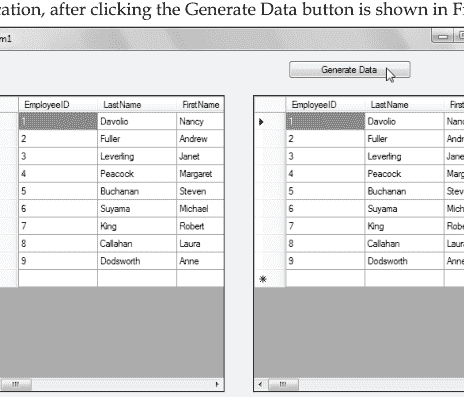 cation, after clicking the Generate Data button is shown in F
m1
Generate Data
EmployeeID LastName FirstName EmployeeID LastName First
1 Davolio Nancy 1 Davolio Nanc
2 Fuller Andrew 2 Fuller Andr
3 Leverling Janet 3 Leverling Jane
4 Peacock Margaret 4 Peacock Marg
5 Buchanan Steven 5 Buchanan Stev
6 Suyama Michael 6 Suyama Mich
7 King Robert 7 King Robe
8 Callahan Laura 8 Callahan Laur
9 Dodsworth Anne 9 Dodsworth Anne